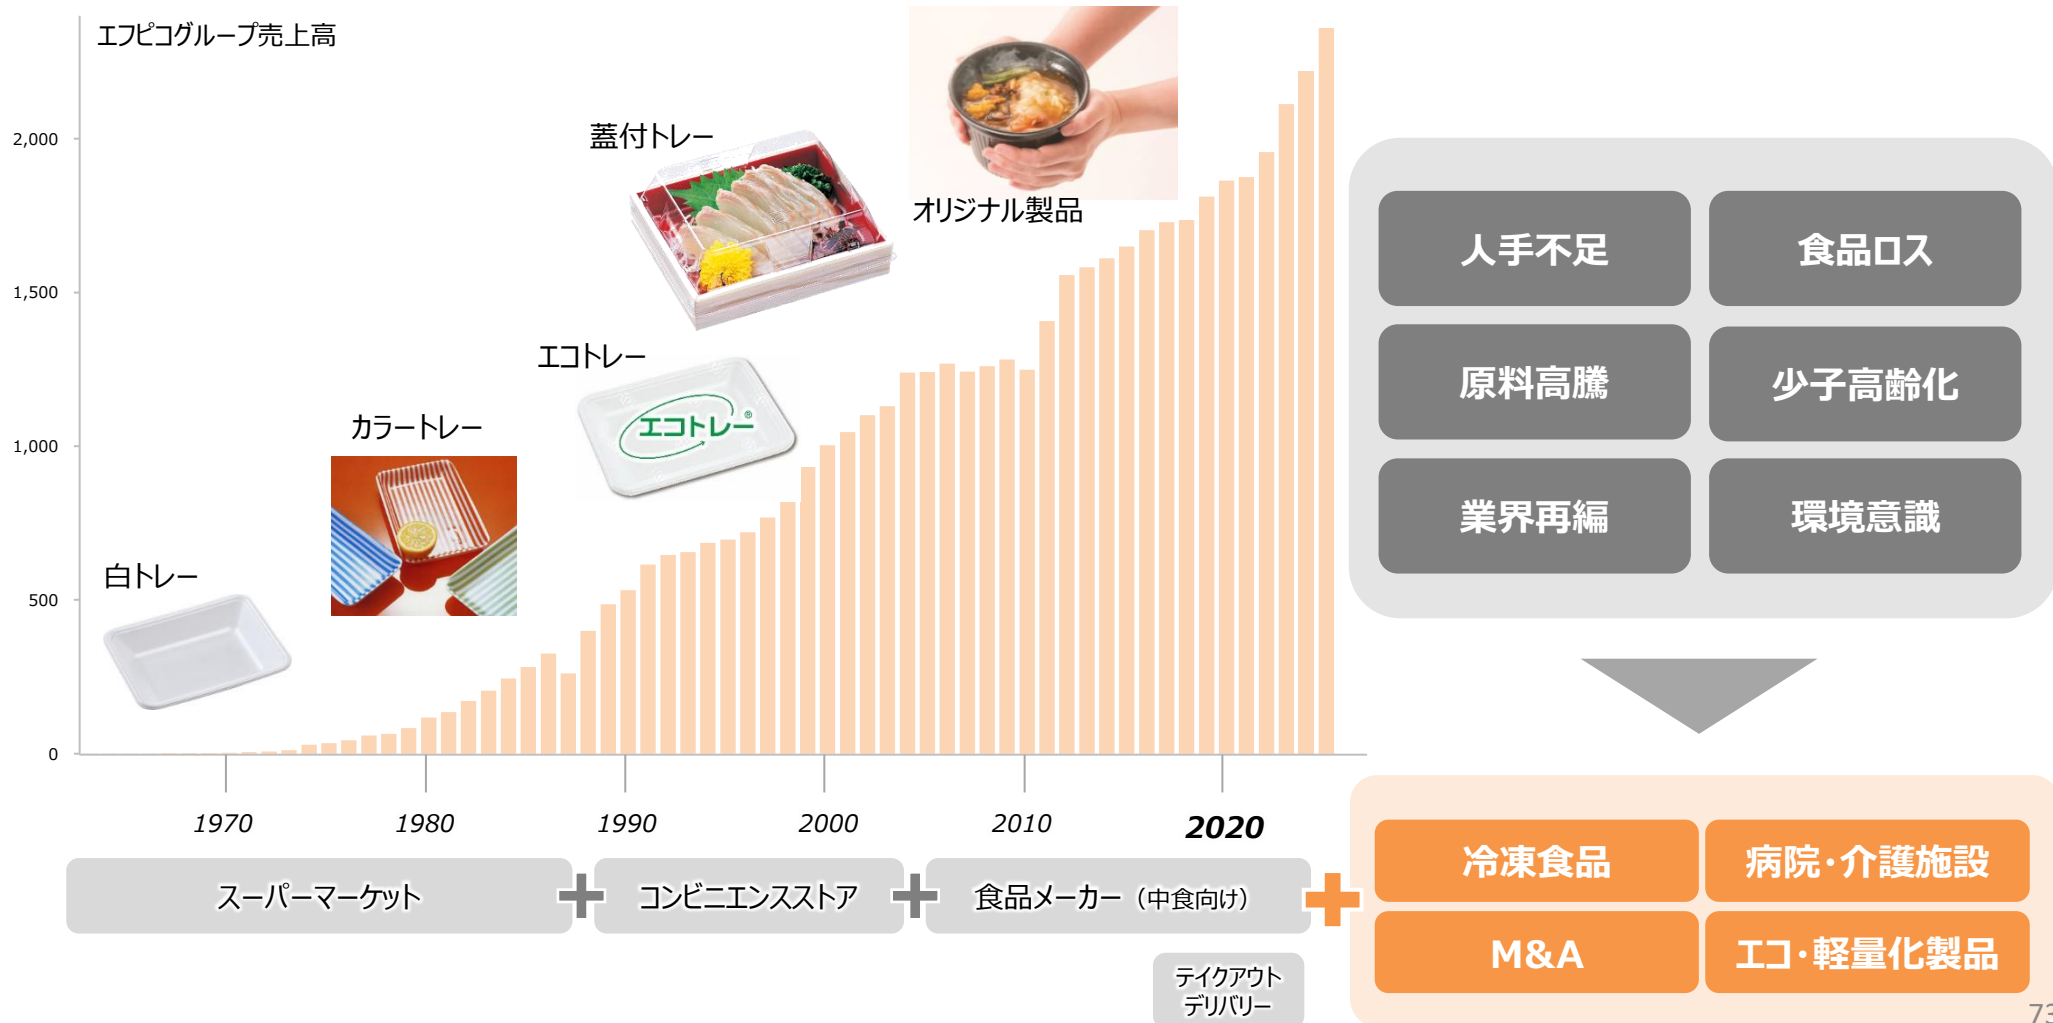 エフピコグループ売上高
2,000
1,500
1,000
500
0
白トレー
カラートレー
エコトレー
エコトレー®
蓋付トレー
オリジナル製品
1970
1980
1990
2000
2010
2020
スーパーマーケット
+
コンビニエンスストア
+
食品メーカー（中食向け）
+
テイクアウト
デリバリー
人手不足
食品ロス
原料高騰
少子高齢化
業界再編
環境意識
冷凍食品
病院・介護施設
M&A
エコ・軽量化製品
73